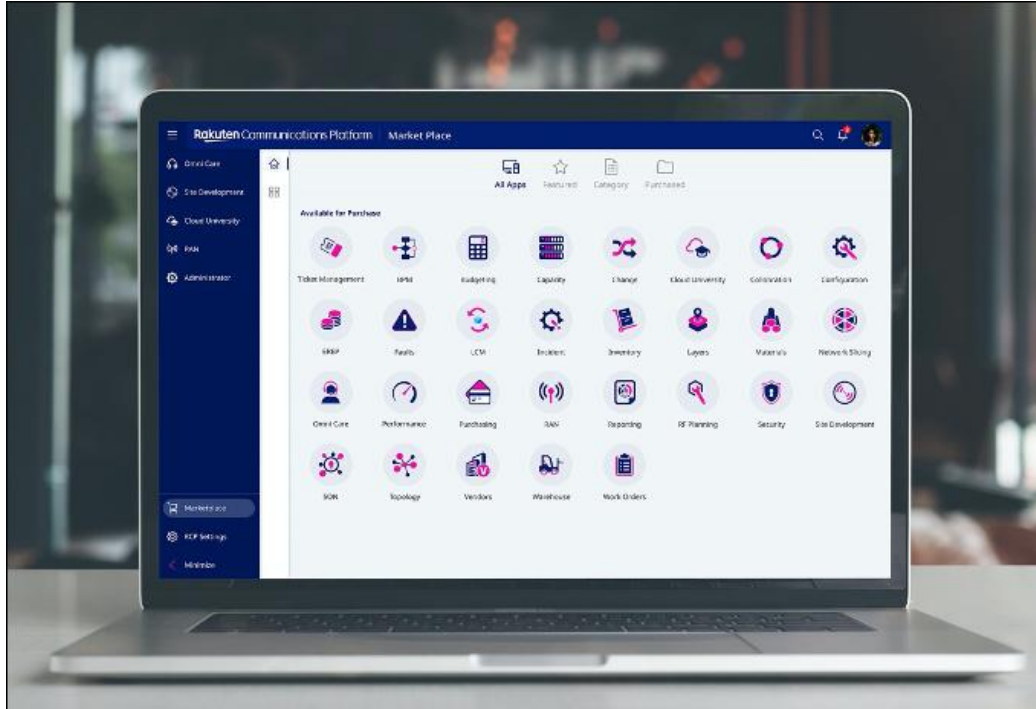 Rakuten Communications Platform Market Place
Omni Care
Site Development
Cloud University
RAN
Administrator
Marketplace
RCP Settings
Minimize
All Apps Featured Category Purchased
Available for Purchase
Ticket Management BPM Budgeting Capacity Change Cloud University Colocation Configuration
EREP Faults LCM Incident Inventory Layers Materials Network Slicing
Omni Care Performance Purchasing RAN Reporting RF Planning Security Site Development
SON Topology Vendors Warehouse Work Orders